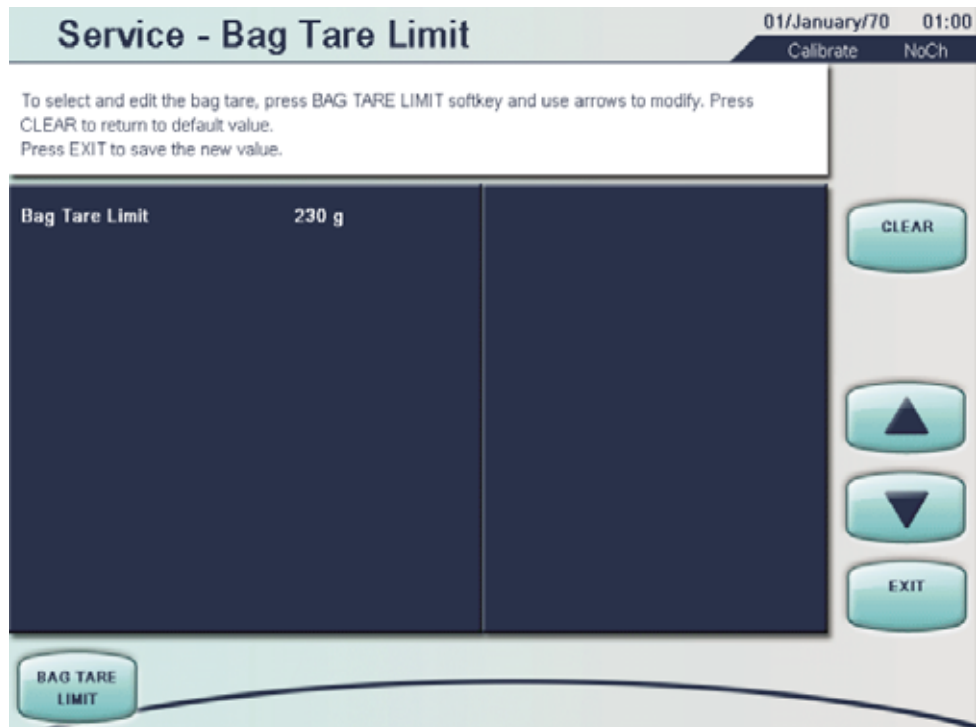 Service - Bag Tare Limit
01/January/70 01:00
Calibrate NoCh
To select and edit the bag tare, press BAG TARE LIMIT softkey and use arrows to modify. Press
CLEAR to return to default value.
Press EXIT to save the new value.
Bag Tare Limit 230 g
CLEAR
EXIT
BAG TARE
LIMIT